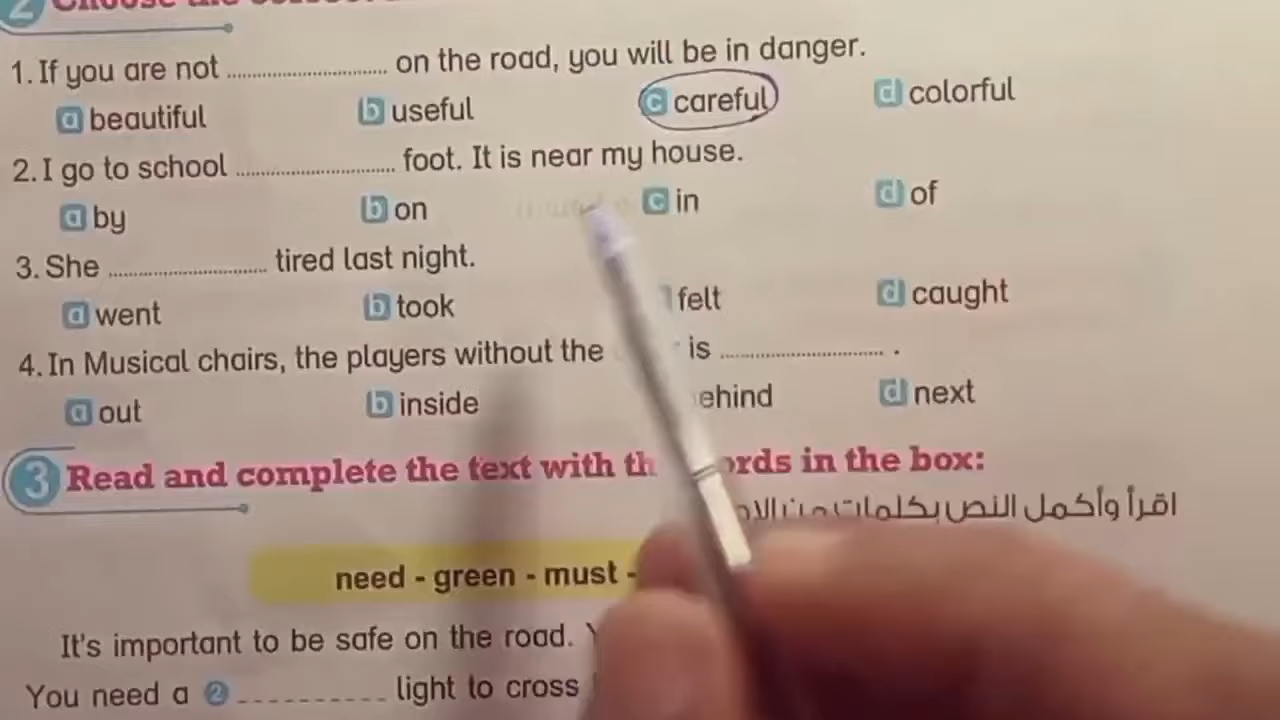 2
1. If you are not ........................ on the road, you will be in danger.
a beautiful b useful c careful d colorful
2. I go to school ........................ foot. It is near my house.
a by b on c in d of
3. She ........................ tired last night.
a went b took felt d caught
4. In Musical chairs, the players without the is ........................ .
a out b inside ehind d next
3 Read and complete the text with th ords in the box:
اقرأ وأكمل النص بكلمات من
need - green - must -
It's important to be safe on the road.
You need a 2 ___________ light to cross